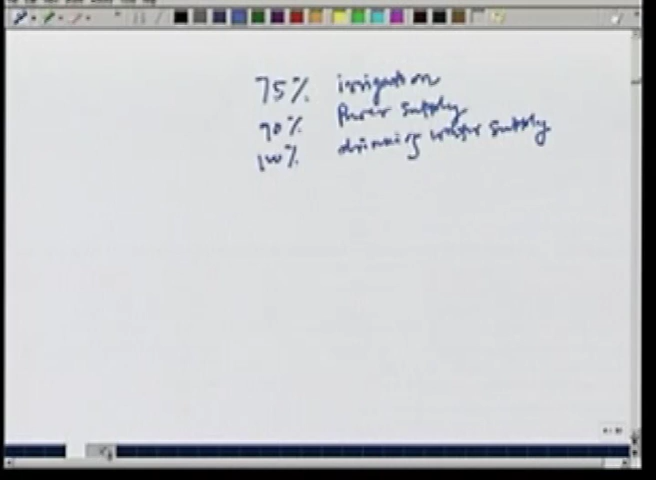 75% irrigation
90% Power supply
100% drinking water supply